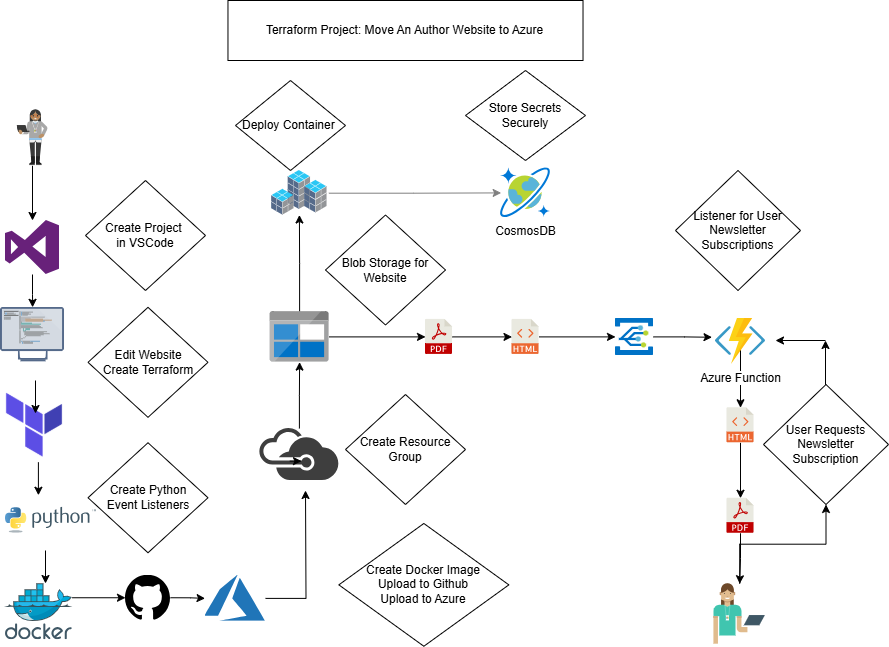 Terraform Project: Move An Author Website to Azure
Deploy Container
Store Secrets
Securely
CosmosDB
Create Project
in VSCode
Blob Storage for
Website
Listener for User
Newsletter
Subscriptions
PDF
HTML
Azure Function
Edit Website
Create Terraform
HTML
User Requests
Newsletter
Subscription
Create Resource
Group
Create Python
Event Listeners
python™
PDF
Create Docker Image
Upload to Github
Upload to Azure
docker